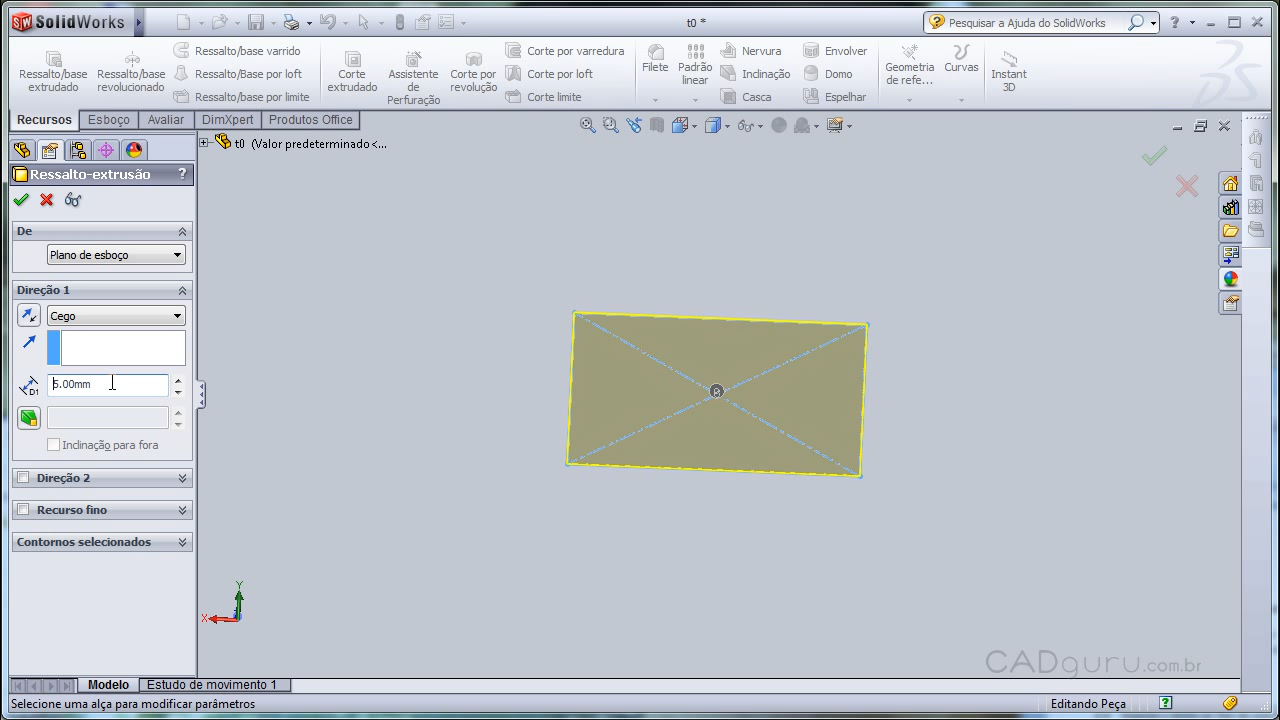 SW SolidWorks
t0 *
Pesquisar a Ajuda do SolidWorks
Ressalto/base extrudado
Ressalto/base revolucionado
Ressalto/base varrido
Ressalto/base por loft
Ressalto/base por limite
Corte extrudado
Assistente de Perfuração
Corte por revolução
Corte por varredura
Corte por loft
Corte limite
Filete
Padrão linear
Nervura
Inclinação
Casca
Envolver
Domo
Espelhar
Geometria de refe...
Curvas
Instant 3D
Recursos
Esboço
Avaliar
DimXpert
Produtos Office
t0 (Valor predeterminado <...
Ressalto-extrusão
?
De
Plano de esboço
Direção 1
Cego
D1
5.00mm
Inclinação para fora
Direção 2
Recurso fino
Contornos selecionados
Y
X
CADguru.com.br
Modelo
Estudo de movimento 1
Selecione uma alça para modificar parâmetros
Editando Peça
?